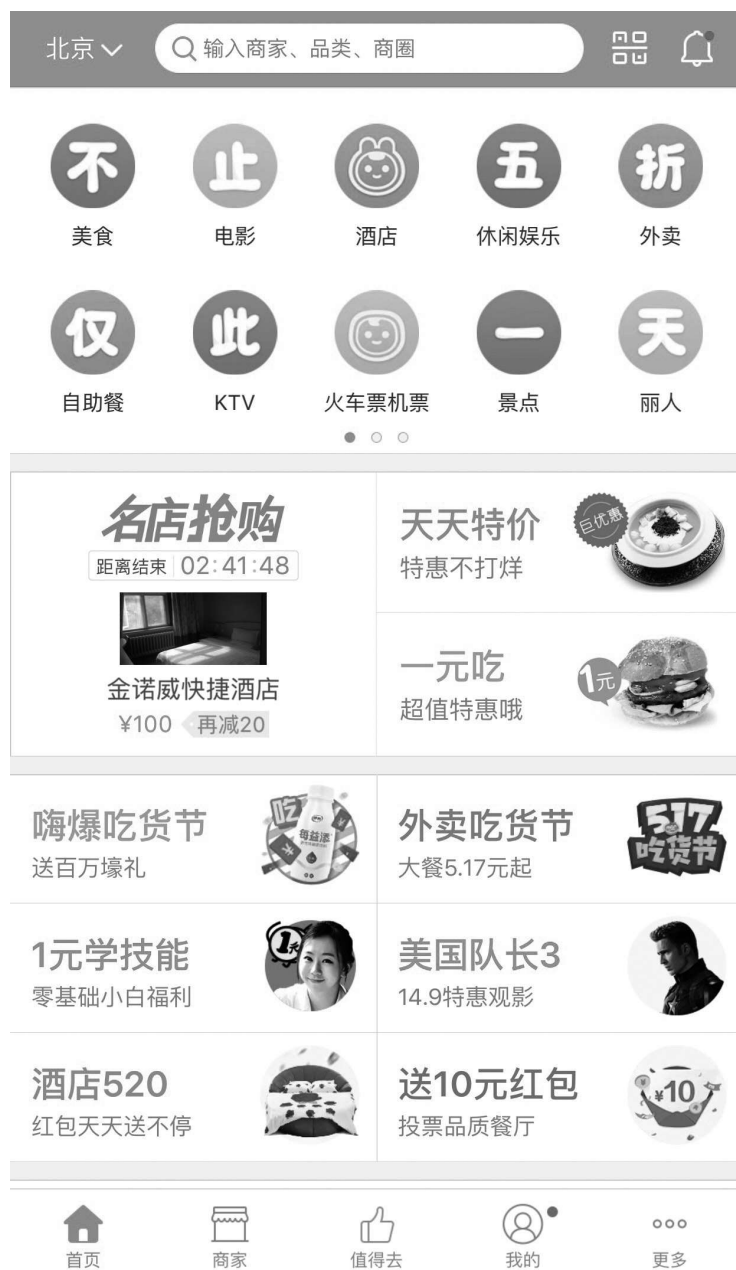 北京
输入商家、品类、商圈
不 止 五 折
美食 电影 酒店 休闲娱乐 外卖
仅 此 一 天
自助餐 KTV 火车票机票 景点 丽人
名店抢购
距离结束 02:41:48
金诺威快捷酒店
¥100 再减20
天天特价
特惠不打烊
巨优惠
一元吃
超值特惠哦
1元
嗨爆吃货节
送百万壕礼
吃
每益添
外卖吃货节
大餐5.17元起
517
吃货节
1元学技能
零基础小白福利
1元
美国队长3
14.9特惠观影
酒店520
红包天天送不停
送10元红包
投票品质餐厅
¥10
首页 商家 值得去 我的 更多